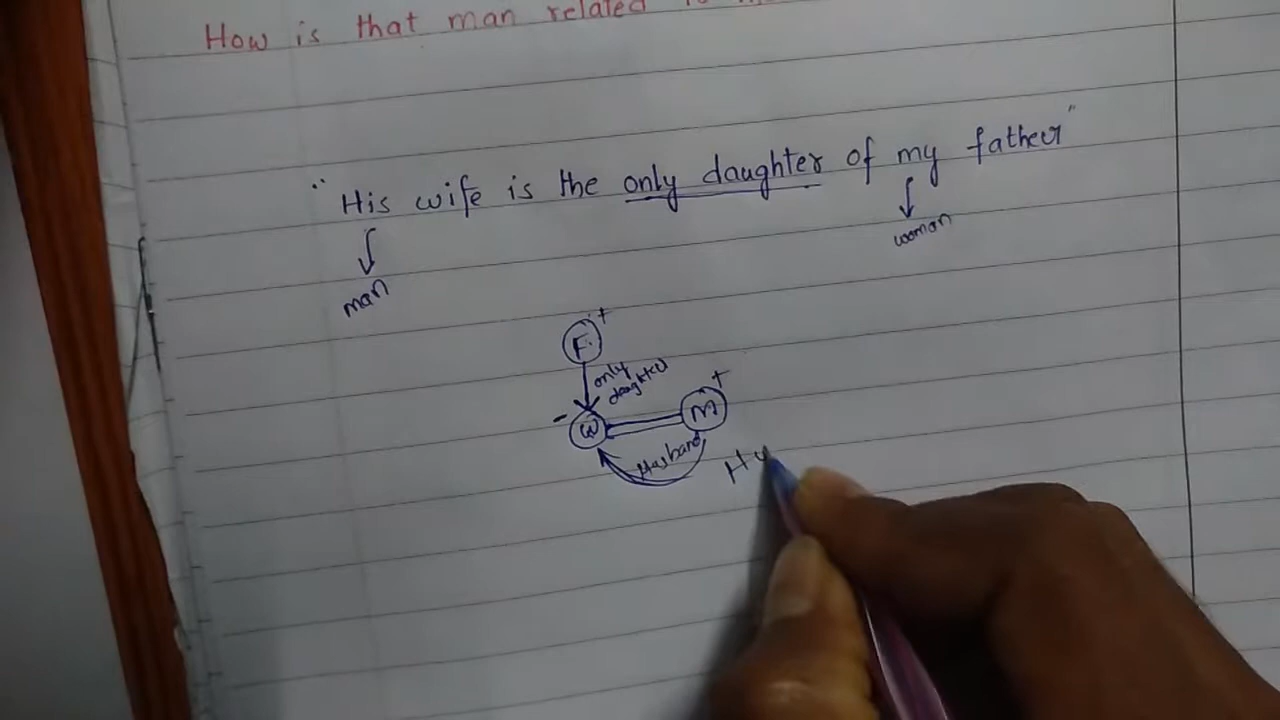 How is that man related
"His wife is the only daughter of my father"
man
woman
F +
only
daughter
- W M +
Husband
Hu